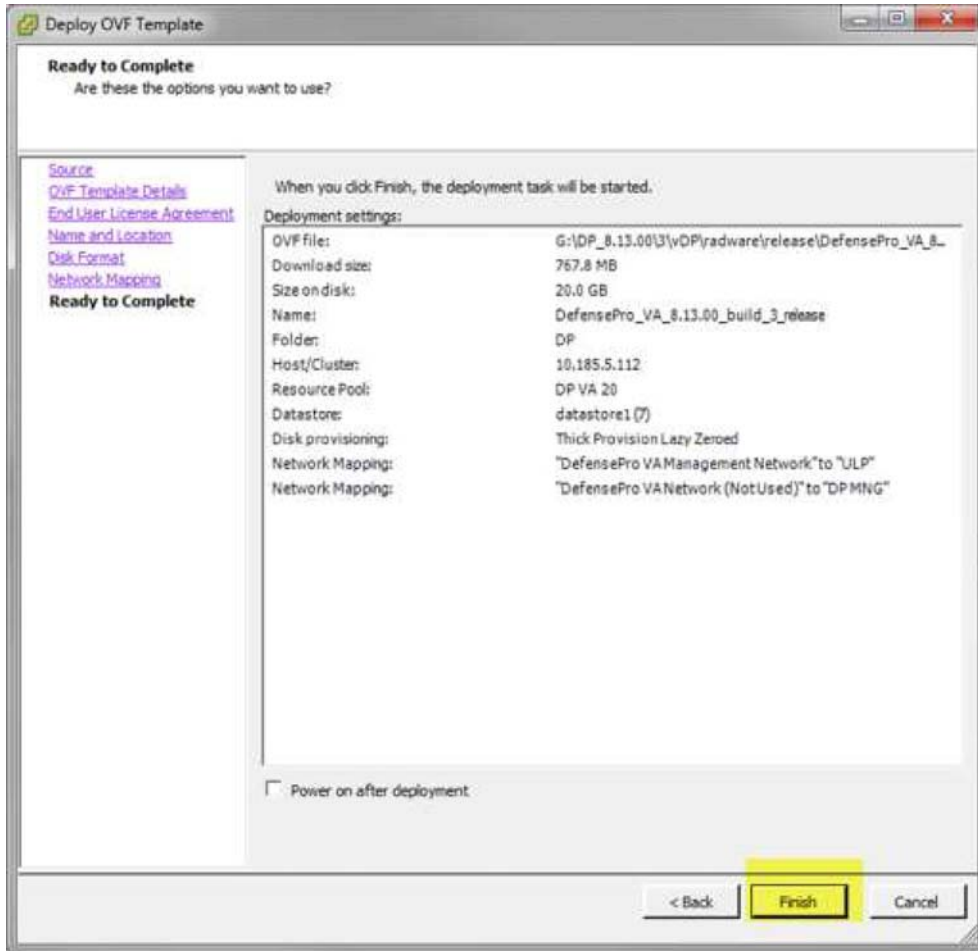 Deploy OVF Template
Ready to Complete
Are these the options you want to use?
Source
OVF Template Details
End User License Agreement
Name and Location
Disk Format
Network Mapping
Ready to Complete
When you click Finish, the deployment task will be started.
Deployment settings:
OVF file: G:\DP_8.13.00\3\vDP\radware\release\DefensePro_VA_8...
Download size: 767.8 MB
Size on disk: 20.0 GB
Name: DefensePro_VA_8.13.00_build_3_release
Folder: DP
Host/Cluster: 10.185.5.112
Resource Pool: DP VA 20
Datastore: datastore1 (7)
Disk provisioning: Thick Provision Lazy Zeroed
Network Mapping: "DefensePro VA Management Network" to "ULP"
Network Mapping: "DefensePro VA Network (Not Used)" to "DP MNG"
Power on after deployment
< Back Finish Cancel